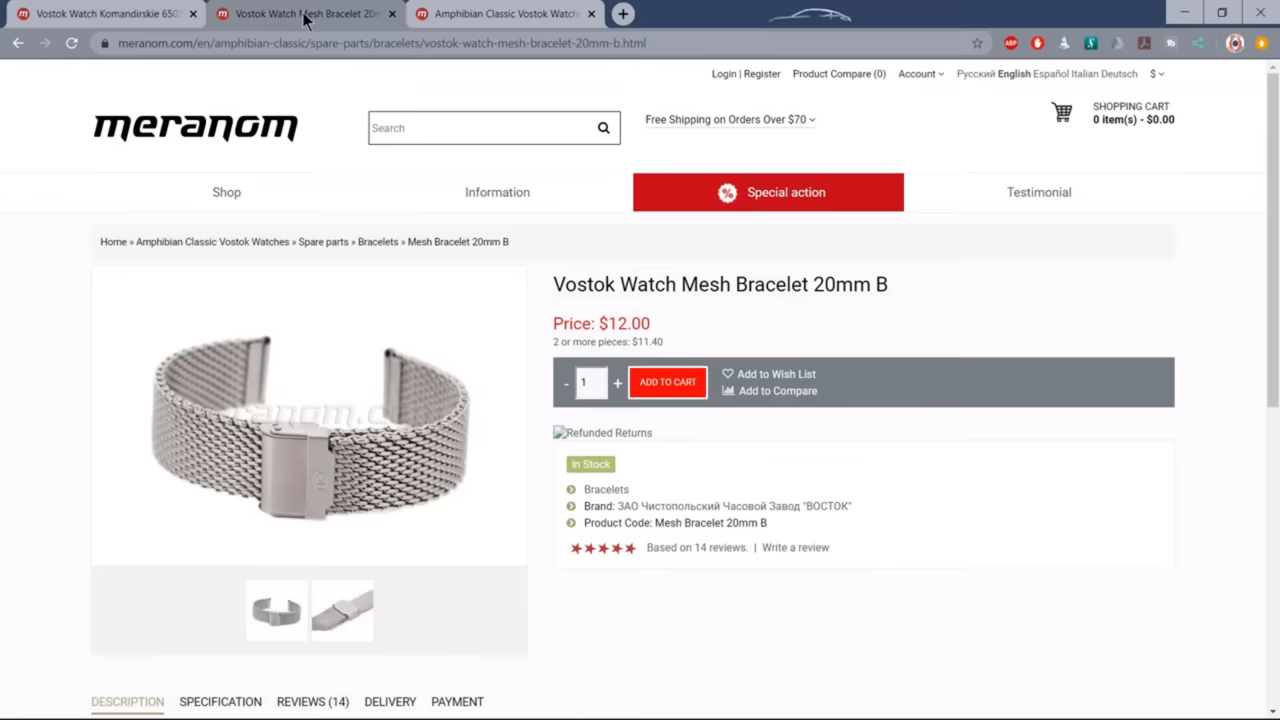 Vostok Watch Komandirskie 650
Vostok Watch Mesh Bracelet 20m
Amphibian Classic Vostok Watch
meranom.com/en/amphibian-classic/spare-parts/bracelets/vostok-watch-mesh-bracelet-20mm-b.html
ABP
Login | Register Product Compare (0) Account Русский English Español Italian Deutsch $
meranom
Search
Free Shipping on Orders Over $70
SHOPPING CART
0 item(s) - $0.00
Shop Information % Special action Testimonial
Home » Amphibian Classic Vostok Watches » Spare parts » Bracelets » Mesh Bracelet 20mm B
Vostok Watch Mesh Bracelet 20mm B
Price: $12.00
2 or more pieces: $11.40
- 1 + ADD TO CART
Add to Wish List
Add to Compare
Refunded Returns
In Stock
Bracelets
Brand: ЗАО Чистопольский Часовой Завод "ВОСТОК"
Product Code: Mesh Bracelet 20mm B
Based on 14 reviews. | Write a review
DESCRIPTION SPECIFICATION REVIEWS (14) DELIVERY PAYMENT